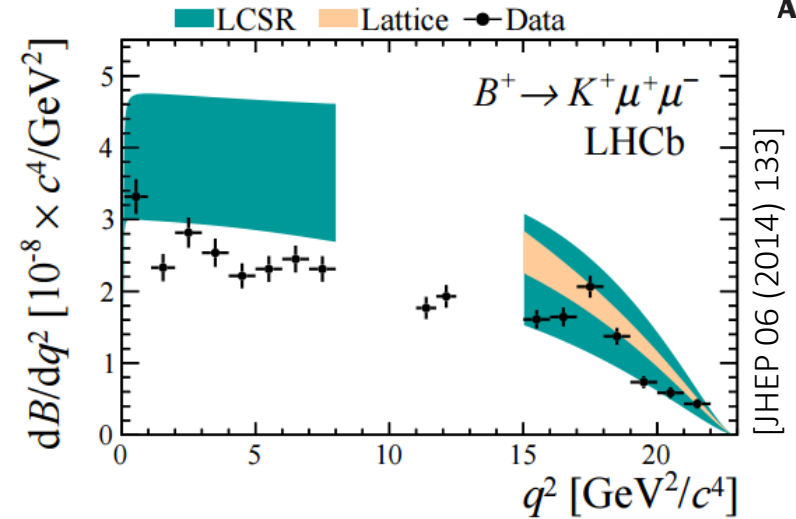 LCSR Lattice Data
A
B⁺ → K⁺μ⁺μ⁻
LHCb
dB/dq² [10⁻⁸ × c⁴/GeV²]
5
4
3
2
1
0
0 5 10 15 20
q² [GeV²/c⁴]
[JHEP 06 (2014) 133]